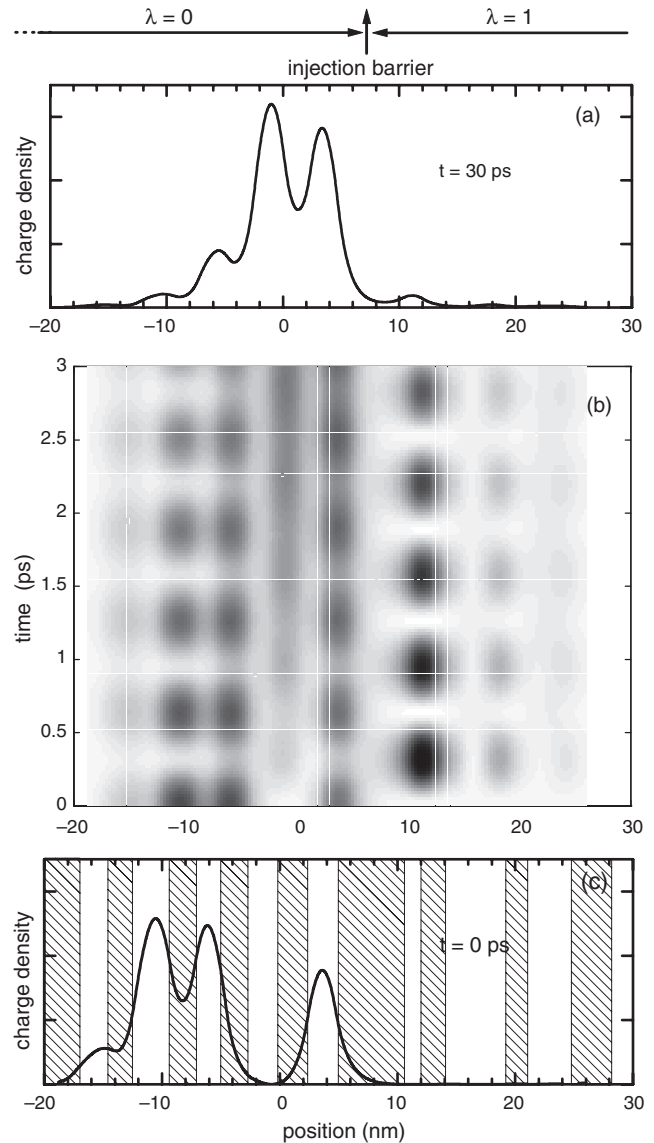 λ = 0 λ = 1
injection barrier
(a)
t = 30 ps
charge density
−20 −10 0 10 20 30
(b)
3
2.5
2
1.5
1
0.5
0
time (ps)
−20 −10 0 10 20 30
(c)
t = 0 ps
charge density
−20 −10 0 10 20 30
position (nm)